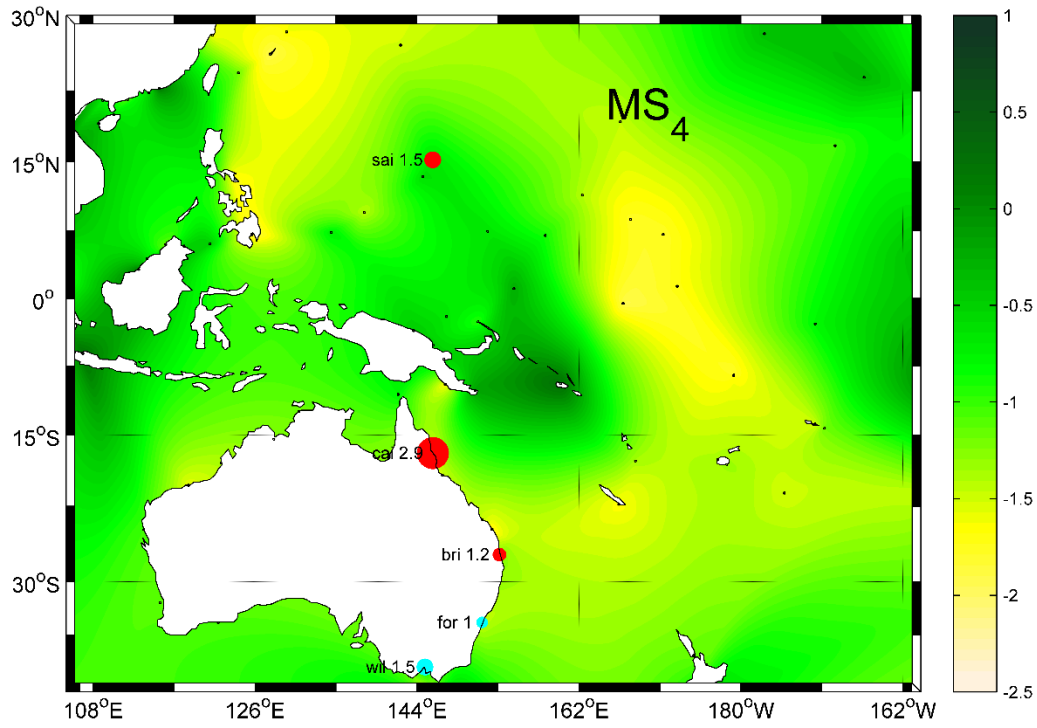 30°N
15°N
0°
15°S
30°S
108°E
126°E
144°E
162°E
180°W
162°W
MS₄
sai 1.5
cai 2.9
bri 1.2
for 1
wil 1.5
1
0.5
0
-0.5
-1
-1.5
-2
-2.5